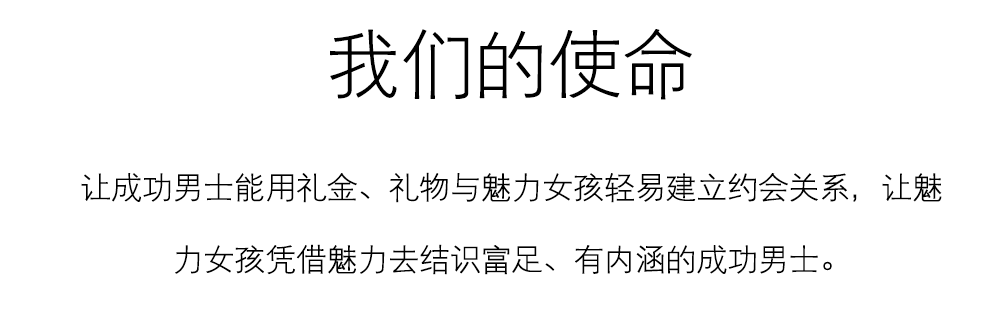 我们的使命
让成功男士能用礼金、礼物与魅力女孩轻易建立约会关系，让魅
力女孩凭借魅力去结识富足、有内涵的成功男士。